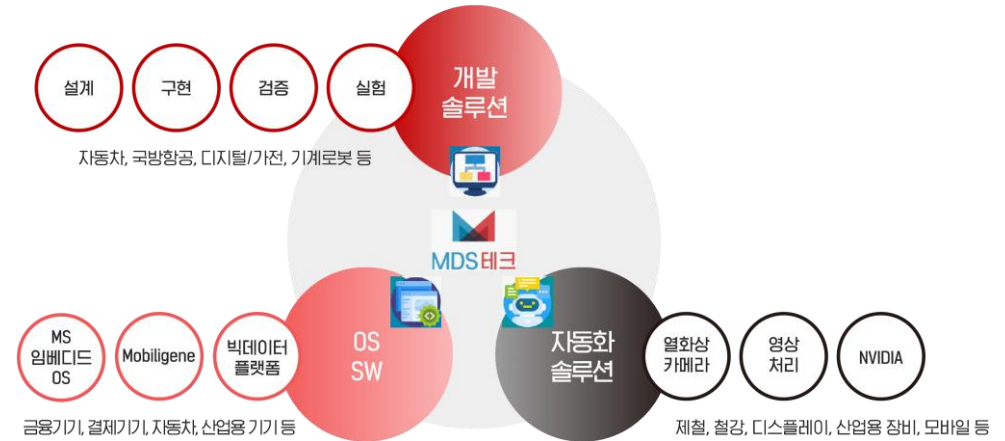 개발
솔루션
설계
구현
검증
실험
자동차, 국방항공, 디지털/가전, 기계로봇 등
MDS테크
OS
SW
MS
임베디드
OS
Mobiligene
빅데이터
플랫폼
금융기기, 결제기기, 자동차, 산업용 기기 등
자동화
솔루션
열화상
카메라
영상
처리
NVIDIA
제철, 철강, 디스플레이, 산업용 장비, 모바일 등